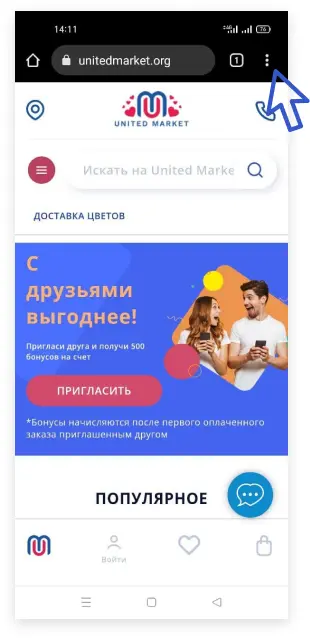 14:11
76
unitedmarket.org
1
UNITED MARKET
Искать на United Marke
ДОСТАВКА ЦВЕТОВ
С
друзьями
выгоднее!
Пригласи друга и получи 500
бонусов на счет
ПРИГЛАСИТЬ
*Бонусы начисляются после первого оплаченного
заказа приглашенным другом
ПОПУЛЯРНОЕ
Войти